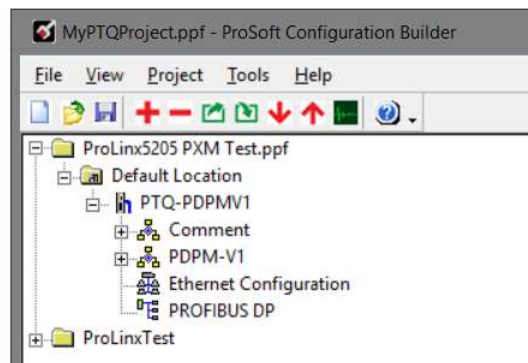 MyPTQProject.ppf - ProSoft Configuration Builder
File View Project Tools Help
ProLinx5205 PXM Test.ppf
Default Location
PTQ-PDPMV1
Comment
PDPM-V1
Ethernet Configuration
PROFIBUS DP
ProLinxTest